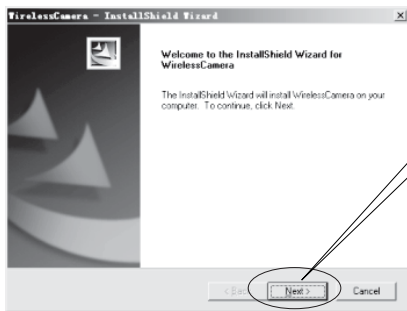 WirelessCamera - InstallShield Wizard
Welcome to the InstallShield Wizard for
WirelessCamera
The InstallShield Wizard will install WirelessCamera on your
computer. To continue, click Next.
< Back
Next >
Cancel